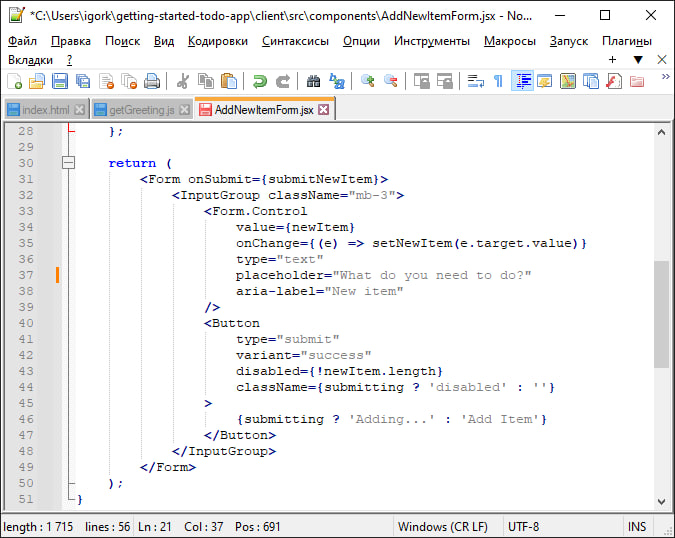 *C:\Users\igork\getting-started-todo-app\client\src\components\AddNewItemForm.jsx - No...
Файл Правка Поиск Вид Кодировки Синтаксисы Опции Инструменты Макросы Запуск Плагины
Вкладки ? + ▼ ×
index.html getGreeting.js AddNewItemForm.jsx
28 };
29
30 return (
31 <Form onSubmit={submitNewItem}>
32 <InputGroup className="mb-3">
33 <Form.Control
34 value={newItem}
35 onChange={(e) => setNewItem(e.target.value)}
36 type="text"
37 placeholder="What do you need to do?"
38 aria-label="New item"
39 />
40 <Button
41 type="submit"
42 variant="success"
43 disabled={!newItem.length}
44 className={submitting ? 'disabled' : ''}
45 >
46 {submitting ? 'Adding...' : 'Add Item'}
47 </Button>
48 </InputGroup>
49 </Form>
50 );
51 }
length : 1 715 lines : 56 Ln : 21 Col : 37 Pos : 691 Windows (CR LF) UTF-8 INS